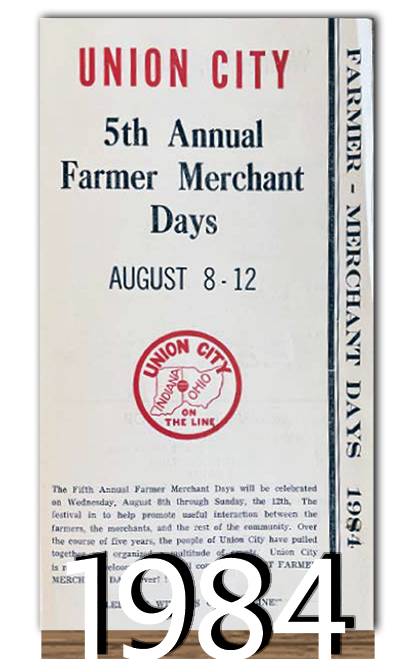 UNION CITY
5th Annual
Farmer Merchant
Days
AUGUST 8-12
UNION CITY
INDIANA
OHIO
ON
THE LINE
The Fifth Annual Farmer Merchant Days will be celebrated
on Wednesday, August 8th through Sunday, the 12th. The
festival in to help promote useful interaction between the
farmers, the merchants, and the rest of the community. Over
the course of five years, the people of Union City have pulled
Union City
FARMER - MERCHANT DAYS 1984
1984